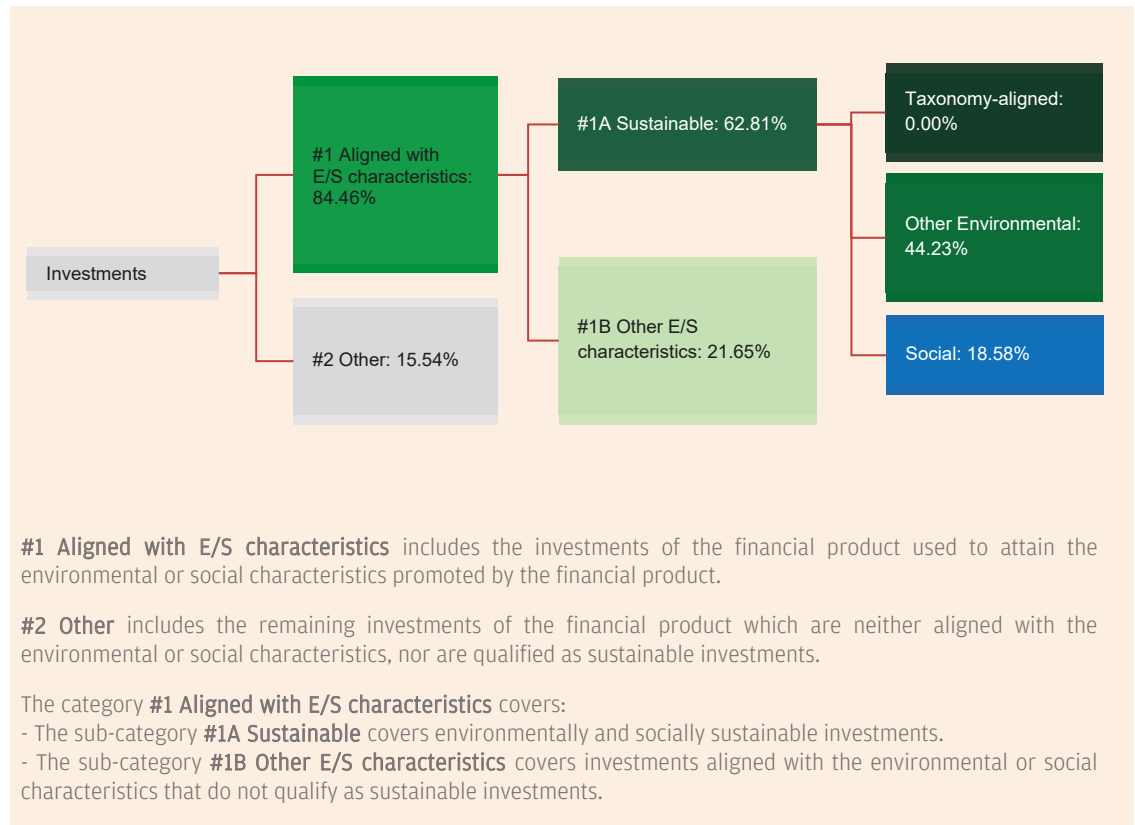 Investments
#1 Aligned with
E/S characteristics:
84.46%
#2 Other: 15.54%
#1A Sustainable: 62.81%
#1B Other E/S
characteristics: 21.65%
Taxonomy-aligned:
0.00%
Other Environmental:
44.23%
Social: 18.58%
#1 Aligned with E/S characteristics includes the investments of the financial product used to attain the
environmental or social characteristics promoted by the financial product.
#2 Other includes the remaining investments of the financial product which are neither aligned with the
environmental or social characteristics, nor are qualified as sustainable investments.
The category #1 Aligned with E/S characteristics covers:
- The sub-category #1A Sustainable covers environmentally and socially sustainable investments.
- The sub-category #1B Other E/S characteristics covers investments aligned with the environmental or social
characteristics that do not qualify as sustainable investments.